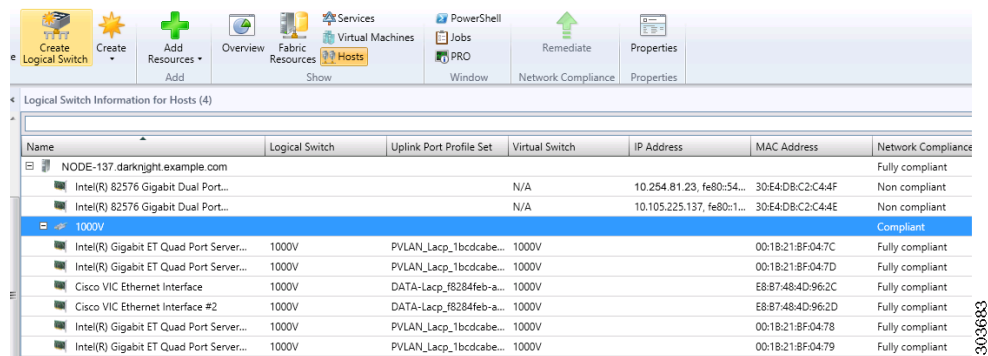 Services PowerShell
Virtual Machines Jobs
Create Logical Switch Create Add Resources Overview Fabric Resources Hosts PRO Remediate Properties
Add Show Window Network Compliance Properties
Logical Switch Information for Hosts (4)
Name Logical Switch Uplink Port Profile Set Virtual Switch IP Address MAC Address Network Compliance
NODE-137.darknight.example.com Fully compliant
Intel(R) 82576 Gigabit Dual Port... N/A 10.254.81.23, fe80::54... 30:E4:DB:C2:C4:4F Non compliant
Intel(R) 82576 Gigabit Dual Port... N/A 10.105.225.137, fe80::1... 30:E4:DB:C2:C4:4E Non compliant
1000V Compliant
Intel(R) Gigabit ET Quad Port Server... 1000V PVLAN_Lacp_1bcdcabe... 1000V 00:1B:21:BF:04:7C Fully compliant
Intel(R) Gigabit ET Quad Port Server... 1000V PVLAN_Lacp_1bcdcabe... 1000V 00:1B:21:BF:04:7D Fully compliant
Cisco VIC Ethernet Interface 1000V DATA-Lacp_f8284feb-a... 1000V E8:B7:48:4D:96:2C Fully compliant
Cisco VIC Ethernet Interface #2 1000V DATA-Lacp_f8284feb-a... 1000V E8:B7:48:4D:96:2D Fully compliant
Intel(R) Gigabit ET Quad Port Server... 1000V PVLAN_Lacp_1bcdcabe... 1000V 00:1B:21:BF:04:78 Fully compliant
Intel(R) Gigabit ET Quad Port Server... 1000V PVLAN_Lacp_1bcdcabe... 1000V 00:1B:21:BF:04:79 Fully compliant
303683